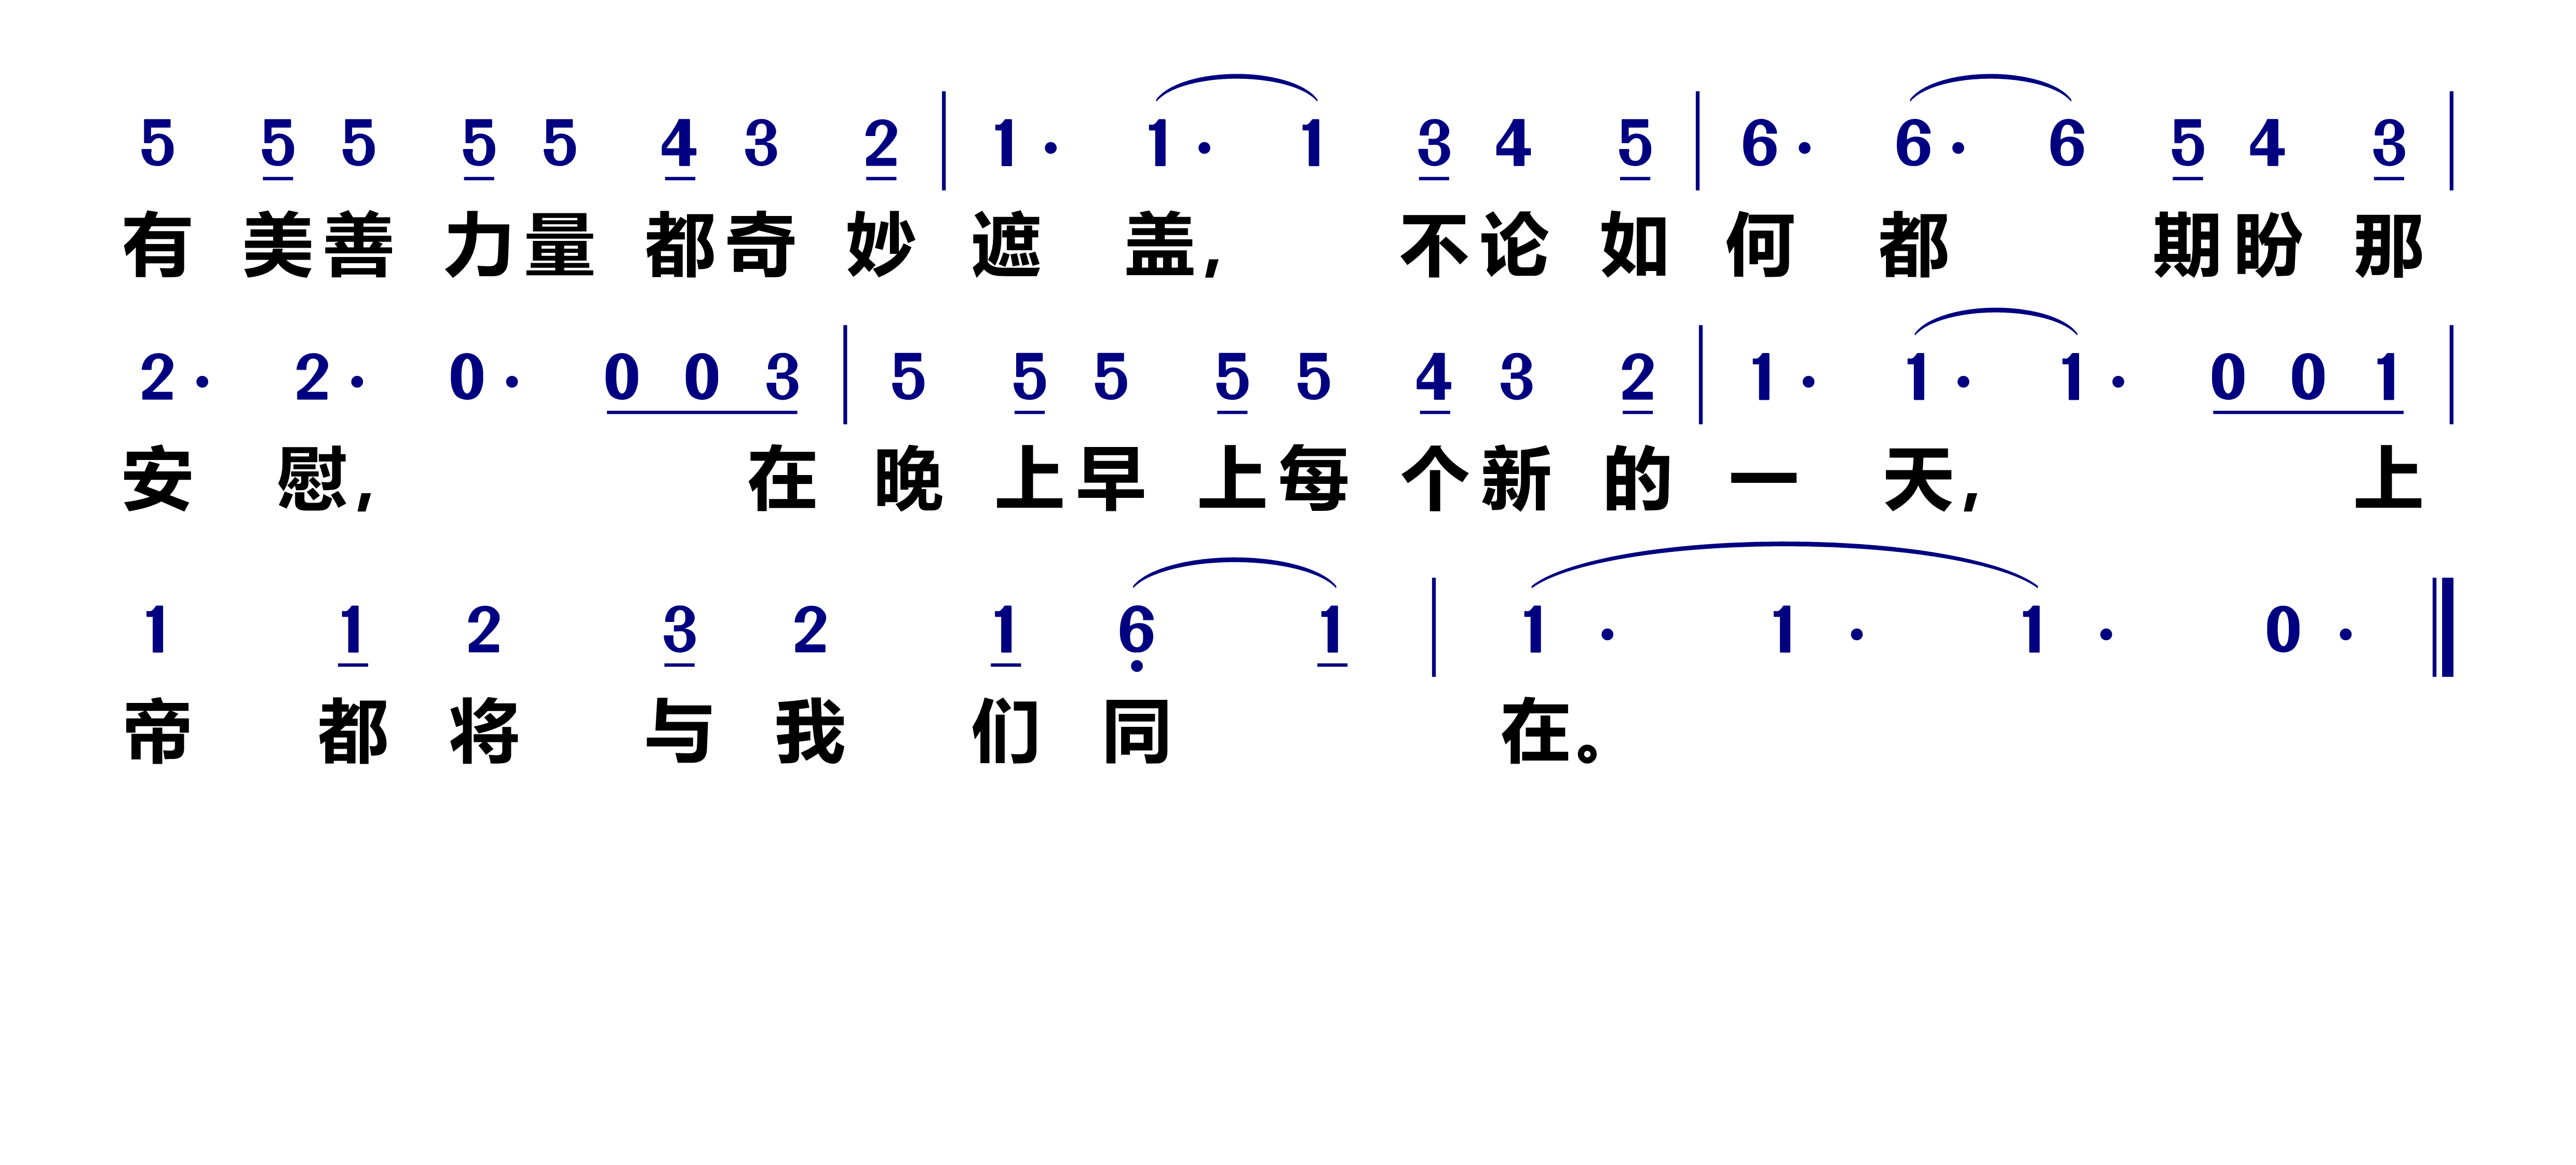 5 5 5 5 5 4 3 2 | 1 · 1 · 1 3 4 5 | 6 · 6 · 6 5 4 3 |
有 美善 力量 都奇 妙 遮 盖, 不论 如 何 都 期盼 那
2 · 2 · 0 · 0 0 3 | 5 5 5 5 5 4 3 2 | 1 · 1 · 1 · 0 0 1 |
安 慰, 在 晚 上早 上每 个新 的 一 天, 上
1 1 2 3 2 1 6 1 | 1 · 1 · 1 · 0 ·
帝 都 将 与 我 们 同 在。